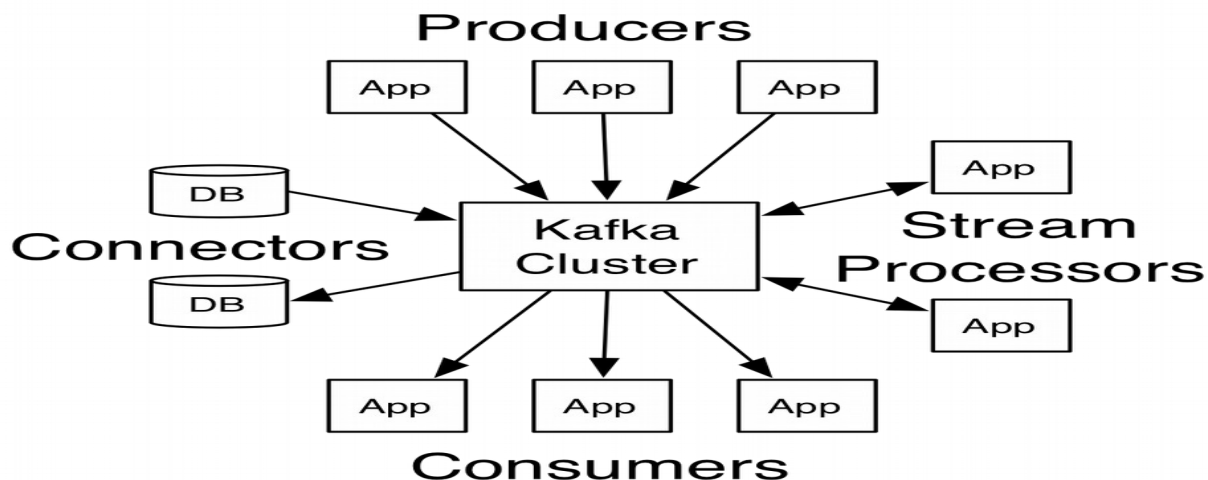 Producers
App
App
App
DB
App
Kafka
Cluster
Stream
Processors
Connectors
DB
App
App
App
App
Consumers